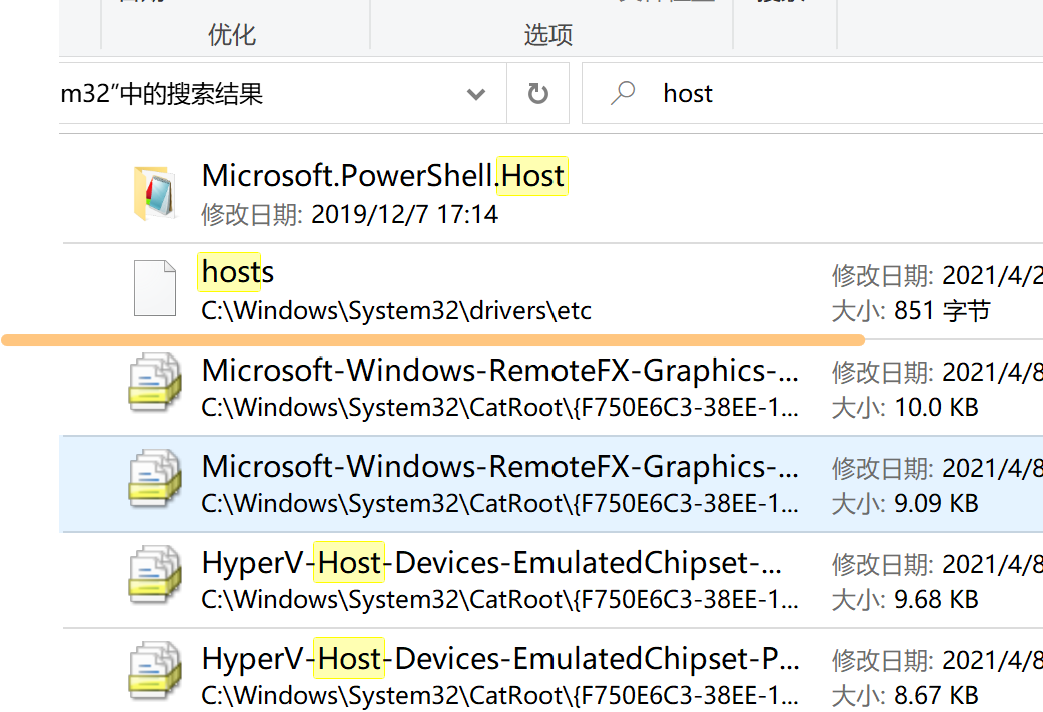 优化
选项
m32"中的搜索结果
host
Microsoft.PowerShell.Host
修改日期: 2019/12/7 17:14
hosts
修改日期: 2021/4/2
C:\Windows\System32\drivers\etc
大小: 851 字节
Microsoft-Windows-RemoteFX-Graphics-...
修改日期: 2021/4/8
C:\Windows\System32\CatRoot\{F750E6C3-38EE-1...
大小: 10.0 KB
Microsoft-Windows-RemoteFX-Graphics-...
修改日期: 2021/4/8
C:\Windows\System32\CatRoot\{F750E6C3-38EE-1...
大小: 9.09 KB
HyperV-Host-Devices-EmulatedChipset-...
修改日期: 2021/4/8
C:\Windows\System32\CatRoot\{F750E6C3-38EE-1...
大小: 9.68 KB
HyperV-Host-Devices-EmulatedChipset-P...
修改日期: 2021/4/8
C:\Windows\System32\CatRoot\{F750E6C3-38EE-1...
大小: 8.67 KB